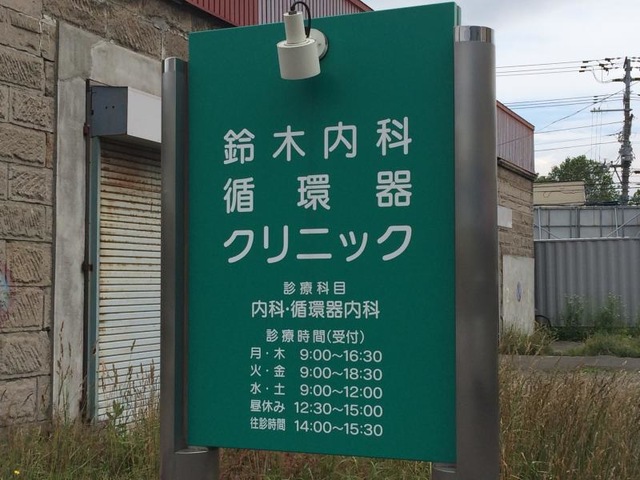 鈴木内科
循環器
クリニック
診療科目
内科・循環器内科
診療時間(受付)
月・木 9:00～16:30
火・金 9:00～18:30
水・土 9:00～12:00
昼休み 12:30～15:00
往診時間 14:00～15:30